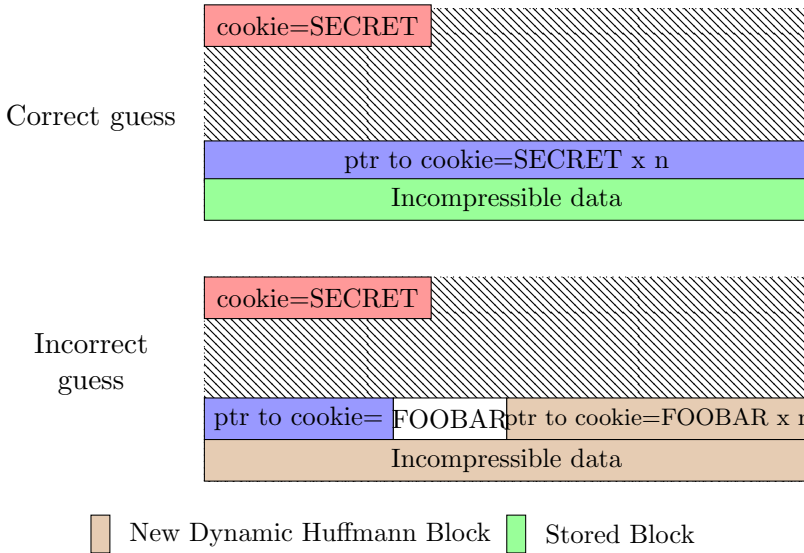 cookie=SECRET
Correct guess
ptr to cookie=SECRET x n
Incompressible data
cookie=SECRET
Incorrect
guess
ptr to cookie= FOOBAR ptr to cookie=FOOBAR x n
Incompressible data
New Dynamic Huffmann Block Stored Block